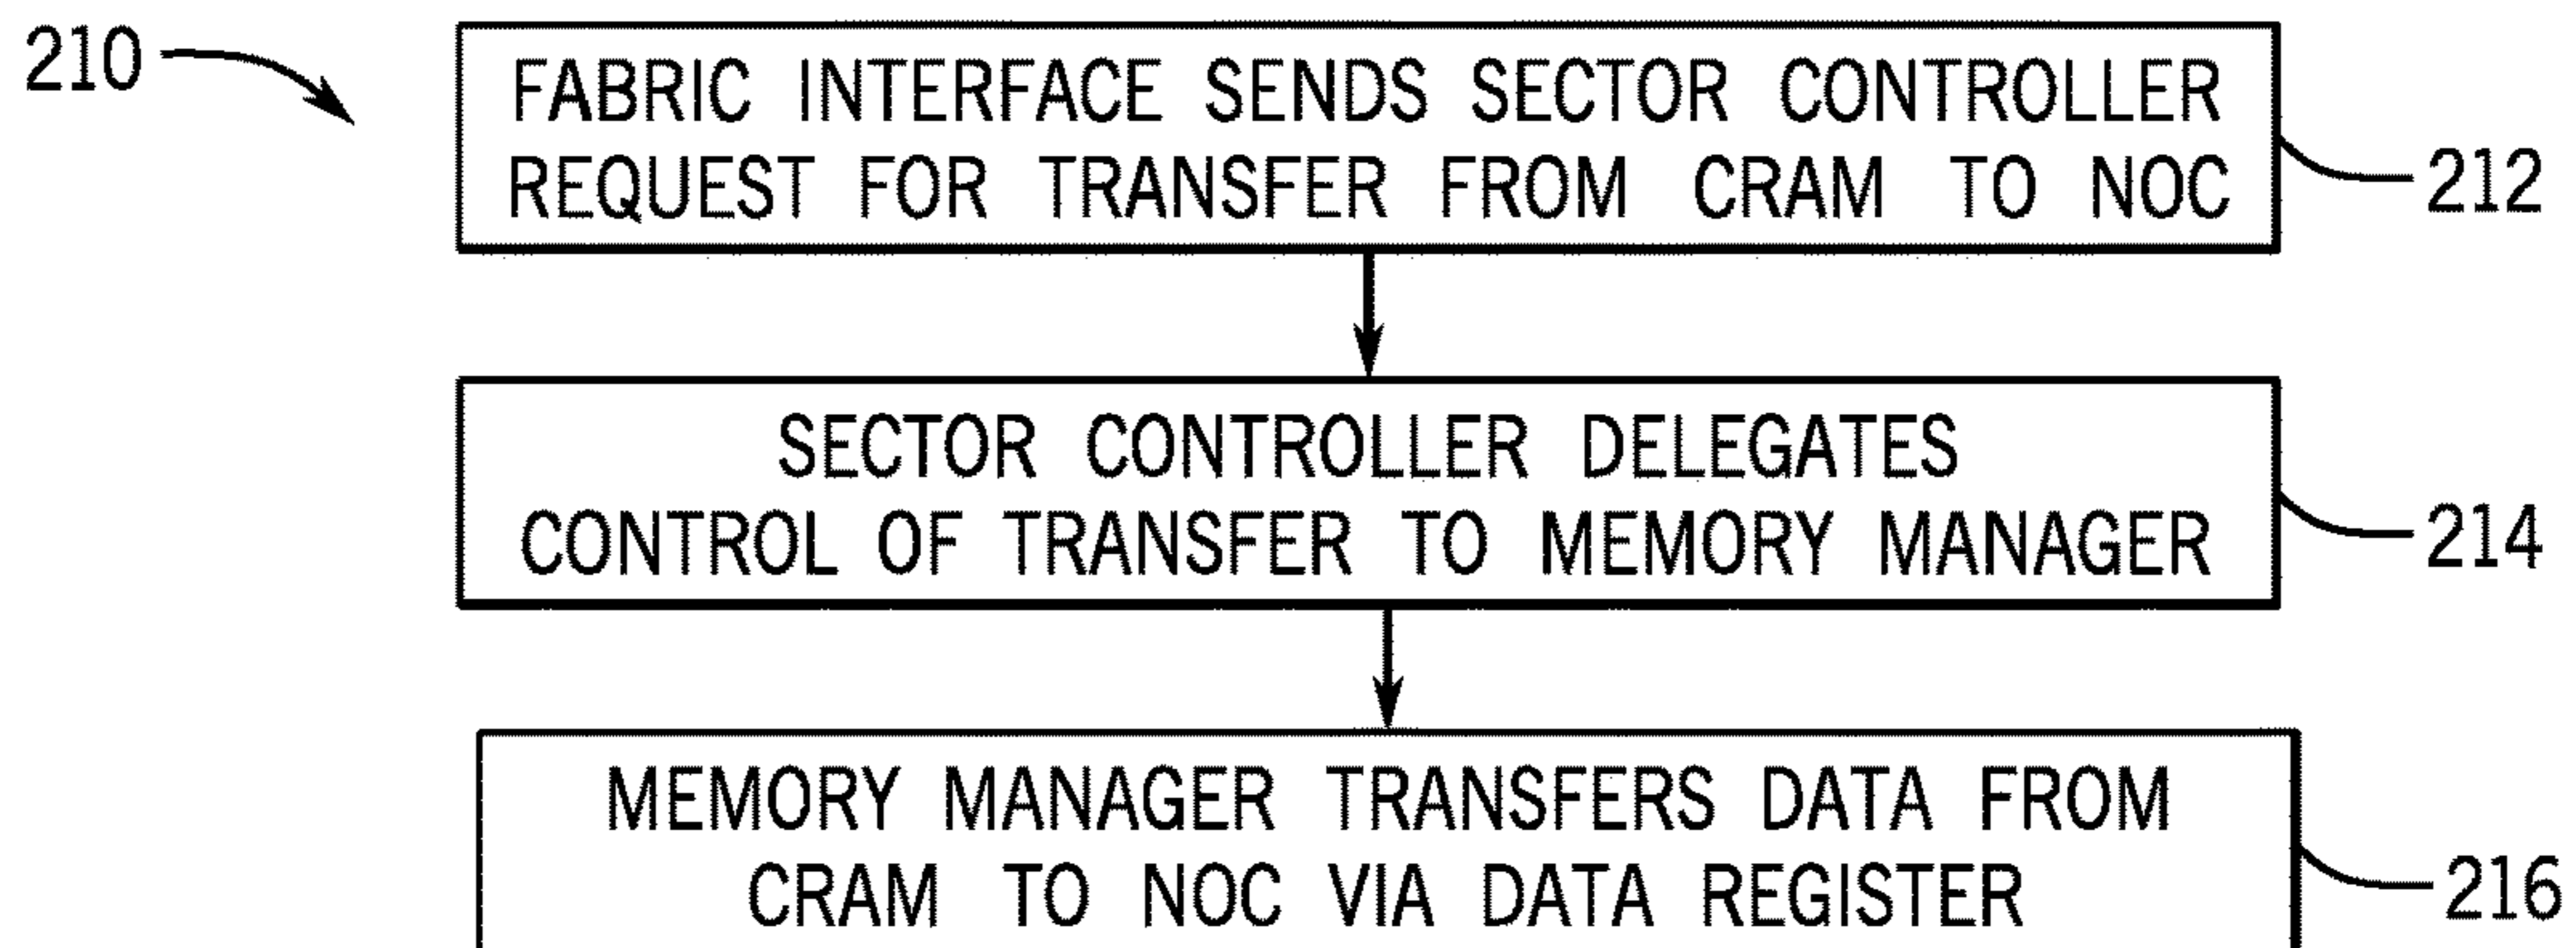 210
FABRIC INTERFACE SENDS SECTOR CONTROLLER
REQUEST FOR TRANSFER FROM CRAM TO NOC
212
SECTOR CONTROLLER DELEGATES
CONTROL OF TRANSFER TO MEMORY MANAGER
214
MEMORY MANAGER TRANSFERS DATA FROM
CRAM TO NOC VIA DATA REGISTER
216